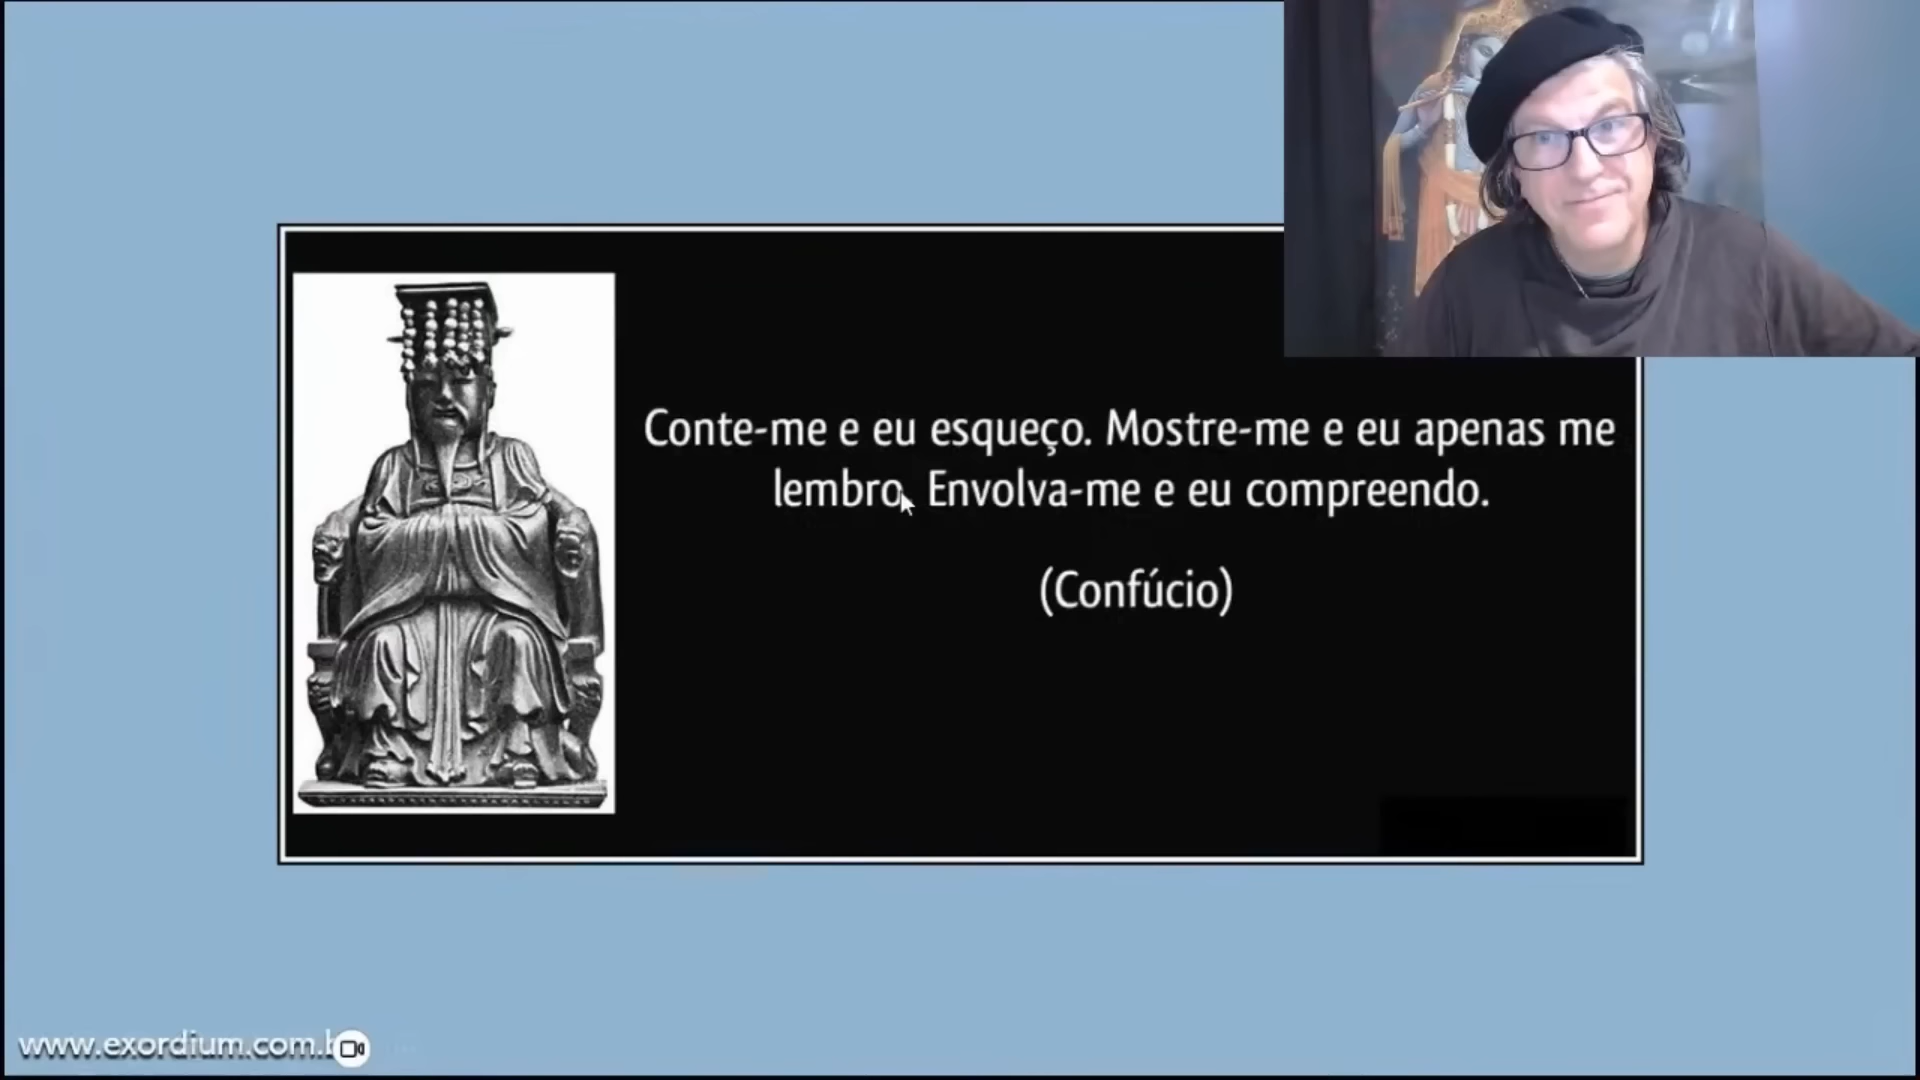 Conte-me e eu esqueço. Mostre-me e eu apenas me
lembro. Envolva-me e eu compreendo.
(Confúcio)
www.exordium.com.b